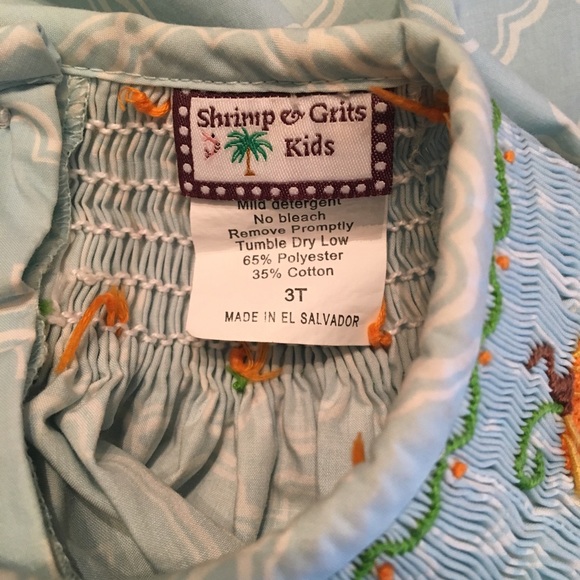 Shrimp & Grits
Kids
Mild detergent
No bleach
Remove Promptly
Tumble Dry Low
65% Polyester
35% Cotton
3T
MADE IN EL SALVADOR